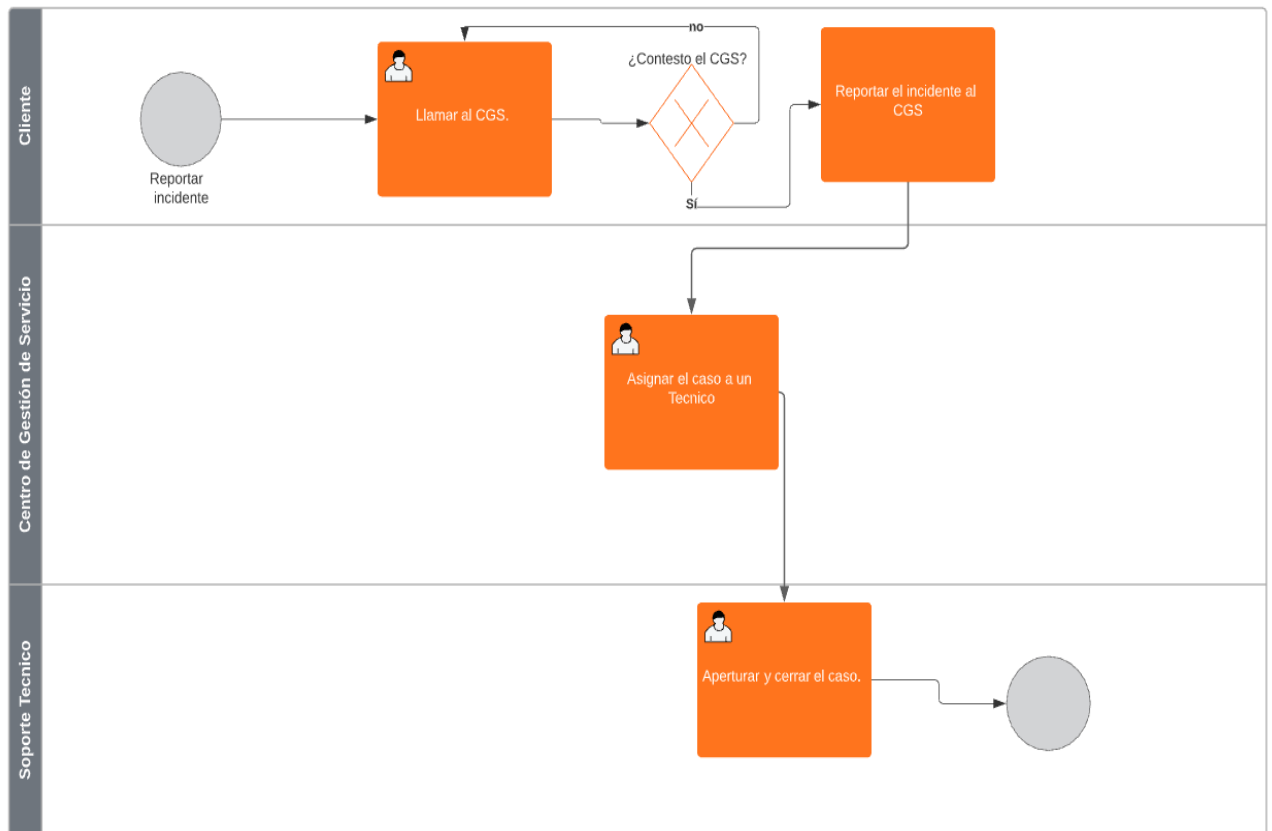 Cliente
Reportar
incidente
Llamar al CGS.
no
¿Contesto el CGS?
Sí
Reportar el incidente al
CGS
Centro de Gestión de Servicio
Asignar el caso a un
Tecnico
Soporte Tecnico
Aperturar y cerrar el caso.